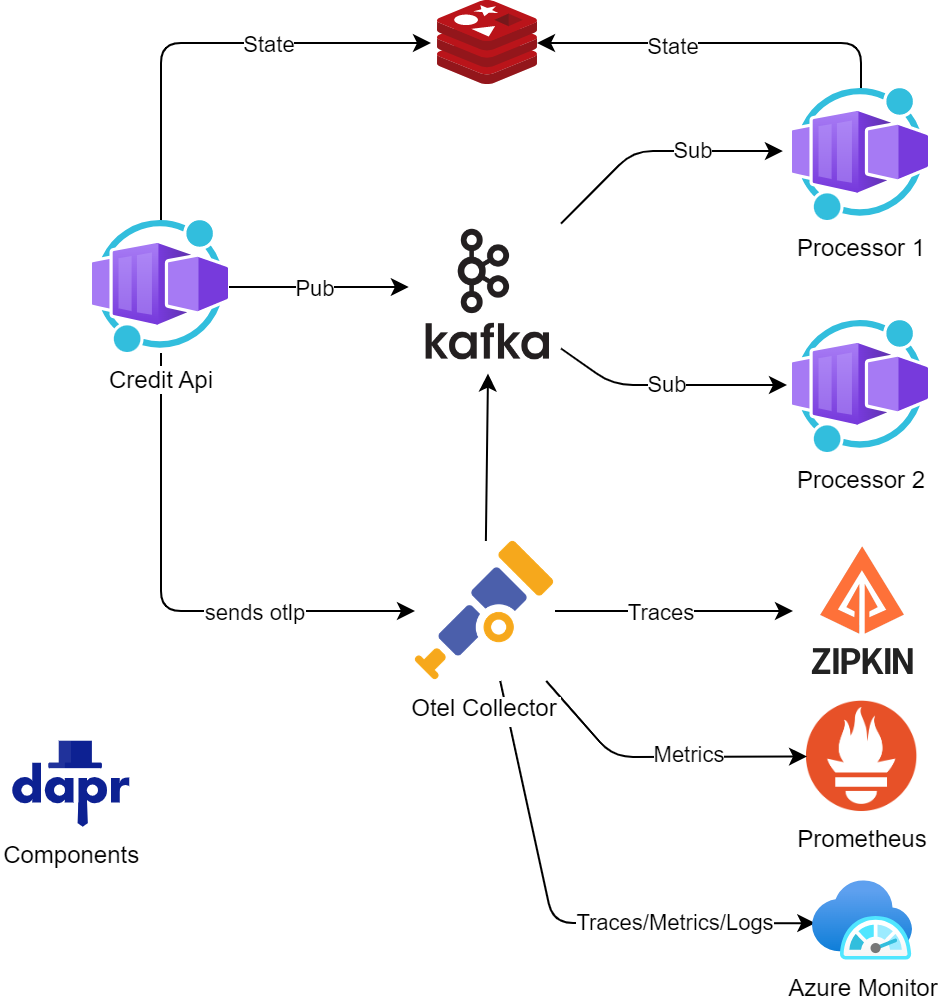 State
State
Sub
Processor 1
Pub
kafka
Credit Api
Sub
Processor 2
sends otlp
Traces
ZIPKIN
Otel Collector
Metrics
dapr
Prometheus
Components
Traces/Metrics/Logs
Azure Monitor